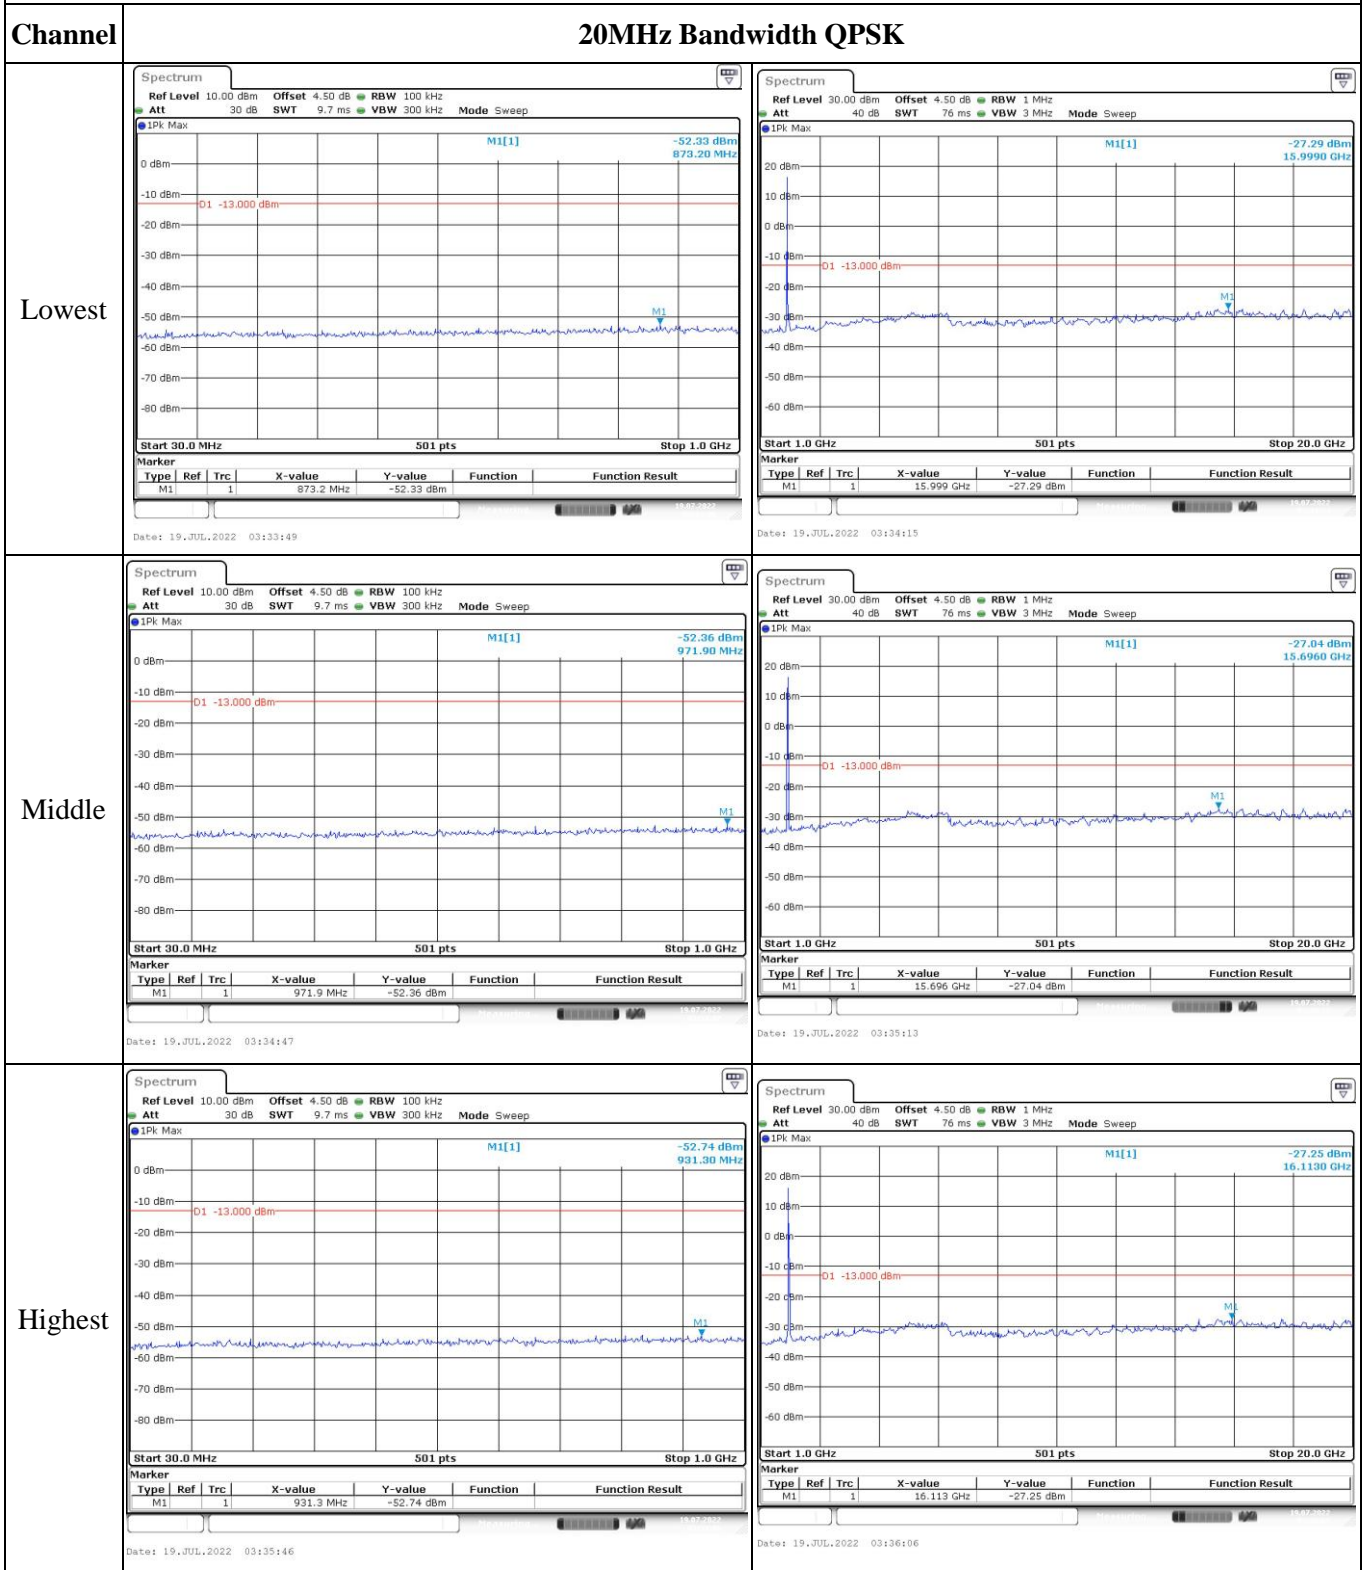 Channel 20MHz Bandwidth QPSK
Lowest
Spectrum
Ref Level 10.00 dBm Offset 4.50 dB RBW 100 kHz
Att 30 dB SWT 9.7 ms VBW 300 kHz Mode Sweep
1Pk Max
M1[1] -52.33 dBm
873.20 MHz
0 dBm
-10 dBm
D1 -13.000 dBm
-20 dBm
-30 dBm
-40 dBm
-50 dBm
M1
-60 dBm
-70 dBm
-80 dBm
Start 30.0 MHz 501 pts Stop 1.0 GHz
Marker
Type Ref Trc X-value Y-value Function Function Result
M1 1 873.2 MHz -52.33 dBm
Date: 19.JUL.2022 03:33:49
Spectrum
Ref Level 30.00 dBm Offset 4.50 dB RBW 1 MHz
Att 40 dB SWT 76 ms VBW 3 MHz Mode Sweep
1Pk Max
M1[1] -27.29 dBm
15.9990 GHz
20 dBm
10 dBm
0 dBm
-10 dBm
D1 -13.000 dBm
-20 dBm
M1
-30 dBm
-40 dBm
-50 dBm
-60 dBm
Start 1.0 GHz 501 pts Stop 20.0 GHz
Marker
Type Ref Trc X-value Y-value Function Function Result
M1 1 15.999 GHz -27.29 dBm
Date: 19.JUL.2022 03:34:15
Middle
Spectrum
Ref Level 10.00 dBm Offset 4.50 dB RBW 100 kHz
Att 30 dB SWT 9.7 ms VBW 300 kHz Mode Sweep
1Pk Max
M1[1] -52.36 dBm
971.90 MHz
0 dBm
-10 dBm
D1 -13.000 dBm
-20 dBm
-30 dBm
-40 dBm
-50 dBm
M1
-60 dBm
-70 dBm
-80 dBm
Start 30.0 MHz 501 pts Stop 1.0 GHz
Marker
Type Ref Trc X-value Y-value Function Function Result
M1 1 971.9 MHz -52.36 dBm
Date: 19.JUL.2022 03:34:47
Spectrum
Ref Level 30.00 dBm Offset 4.50 dB RBW 1 MHz
Att 40 dB SWT 76 ms VBW 3 MHz Mode Sweep
1Pk Max
M1[1] -27.04 dBm
15.6960 GHz
20 dBm
10 dBm
0 dBm
-10 dBm
D1 -13.000 dBm
-20 dBm
M1
-30 dBm
-40 dBm
-50 dBm
-60 dBm
Start 1.0 GHz 501 pts Stop 20.0 GHz
Marker
Type Ref Trc X-value Y-value Function Function Result
M1 1 15.696 GHz -27.04 dBm
Date: 19.JUL.2022 03:35:13
Highest
Spectrum
Ref Level 10.00 dBm Offset 4.50 dB RBW 100 kHz
Att 30 dB SWT 9.7 ms VBW 300 kHz Mode Sweep
1Pk Max
M1[1] -52.74 dBm
931.30 MHz
0 dBm
-10 dBm
D1 -13.000 dBm
-20 dBm
-30 dBm
-40 dBm
-50 dBm
M1
-60 dBm
-70 dBm
-80 dBm
Start 30.0 MHz 501 pts Stop 1.0 GHz
Marker
Type Ref Trc X-value Y-value Function Function Result
M1 1 931.3 MHz -52.74 dBm
Date: 19.JUL.2022 03:35:46
Spectrum
Ref Level 30.00 dBm Offset 4.50 dB RBW 1 MHz
Att 40 dB SWT 76 ms VBW 3 MHz Mode Sweep
1Pk Max
M1[1] -27.25 dBm
16.1130 GHz
20 dBm
10 dBm
0 dBm
-10 dBm
D1 -13.000 dBm
-20 dBm
M1
-30 dBm
-40 dBm
-50 dBm
-60 dBm
Start 1.0 GHz 501 pts Stop 20.0 GHz
Marker
Type Ref Trc X-value Y-value Function Function Result
M1 1 16.113 GHz -27.25 dBm
Date: 19.JUL.2022 03:36:06